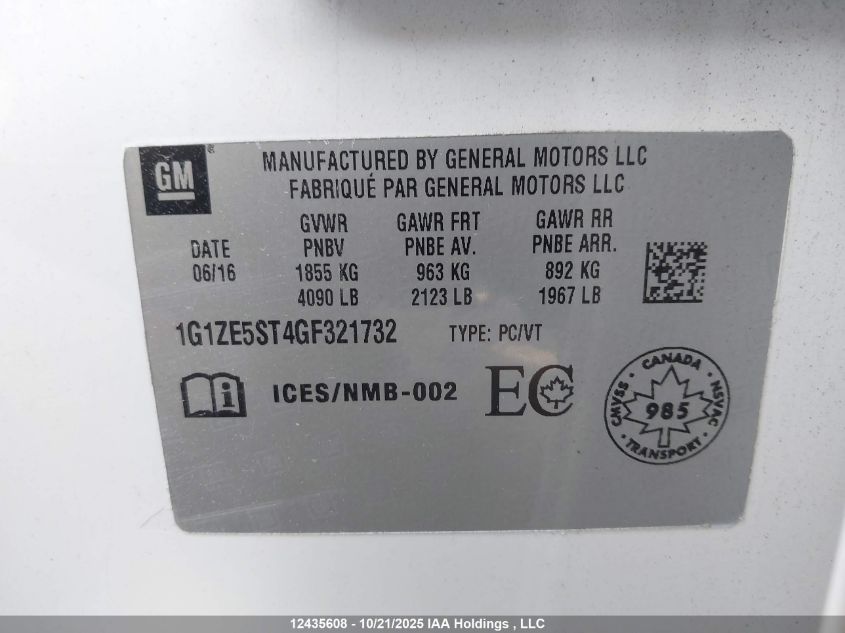 GM
MANUFACTURED BY GENERAL MOTORS LLC
FABRIQUÉ PAR GENERAL MOTORS LLC
GVWR GAWR FRT GAWR RR
DATE PNBV PNBE AV. PNBE ARR.
06/16 1855 KG 963 KG 892 KG
4090 LB 2123 LB 1967 LB
1G1ZE5ST4GF321732 TYPE: PC/VT
i ICES/NMB-002 EC
CANADA
CMVSS 985 NSVAC
TRANSPORT
12435608 - 10/21/2025 IAA Holdings , LLC